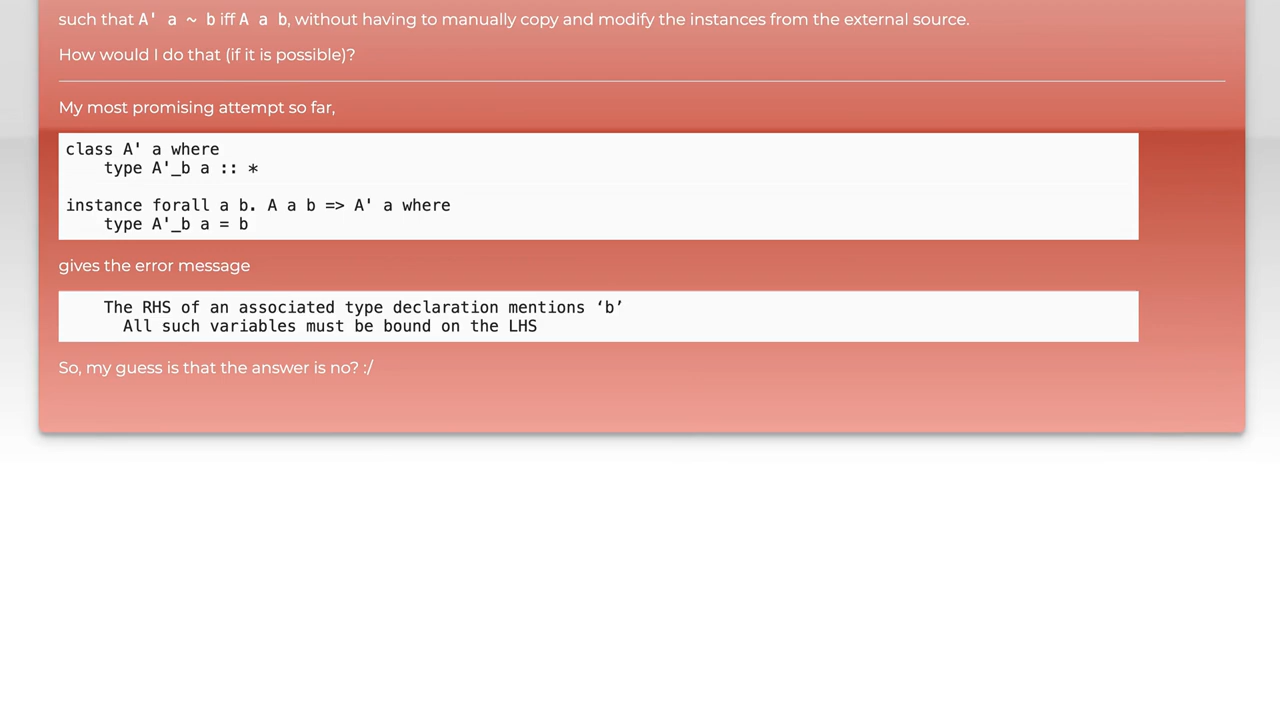 such that A' a ~ b iff A a b, without having to manually copy and modify the instances from the external source.
How would I do that (if it is possible)?
My most promising attempt so far,
class A' a where
    type A'_b a :: *
instance forall a b. A a b => A' a where
    type A'_b a = b
gives the error message
    The RHS of an associated type declaration mentions ‘b’
      All such variables must be bound on the LHS
So, my guess is that the answer is no? :/